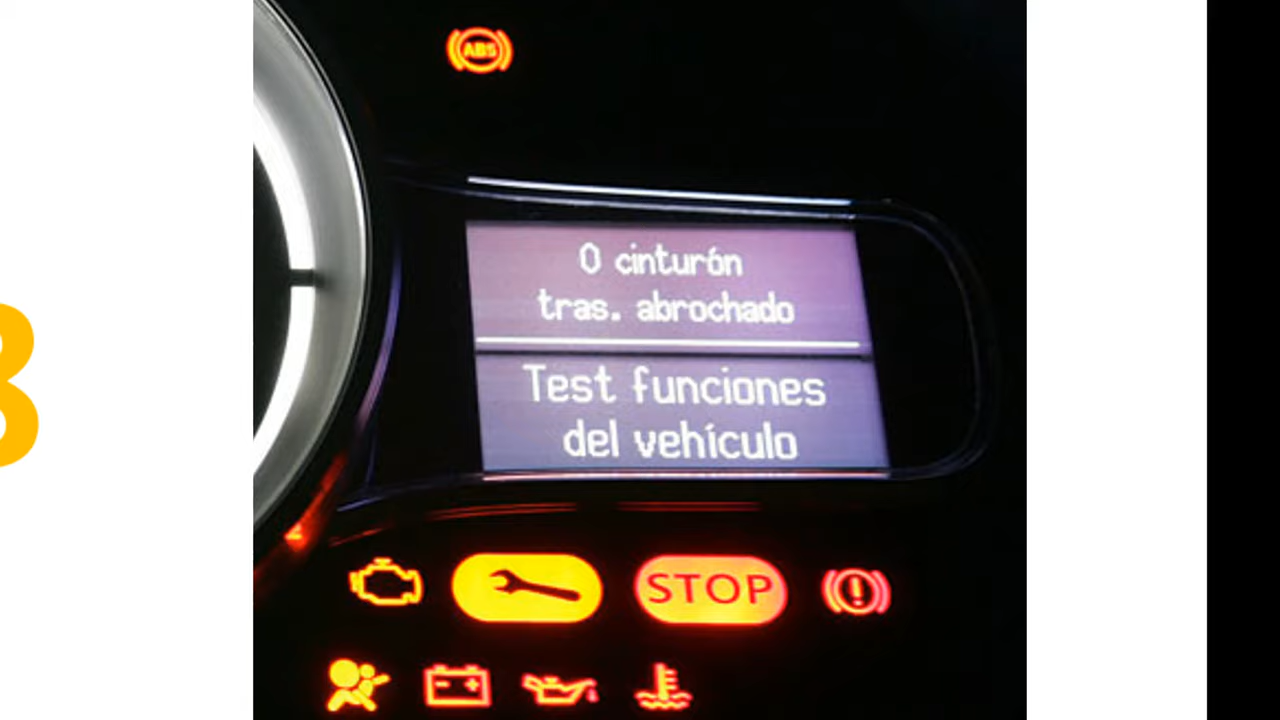 ABS
0 cinturón
tras. abrochado
Test funciones
del vehículo
STOP